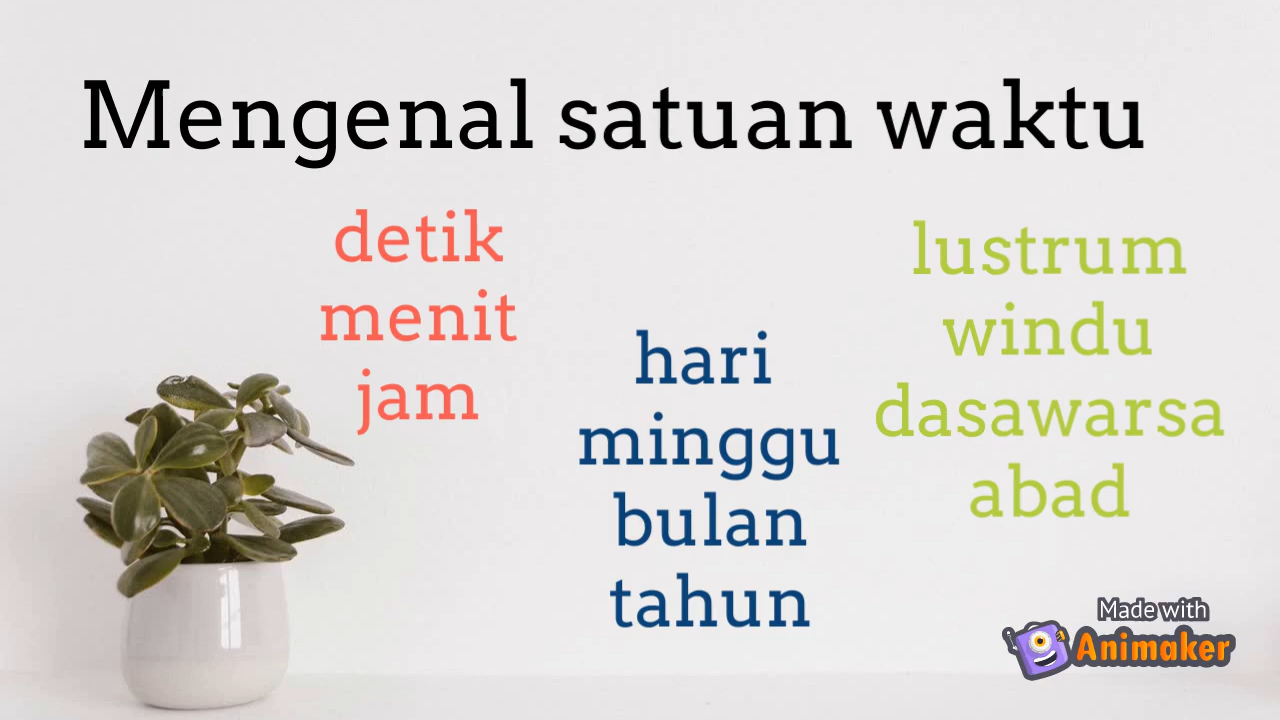 Mengenal satuan waktu
detik
menit
jam
hari
minggu
bulan
tahun
lustrum
windu
dasawarsa
abad
Made with
Animaker